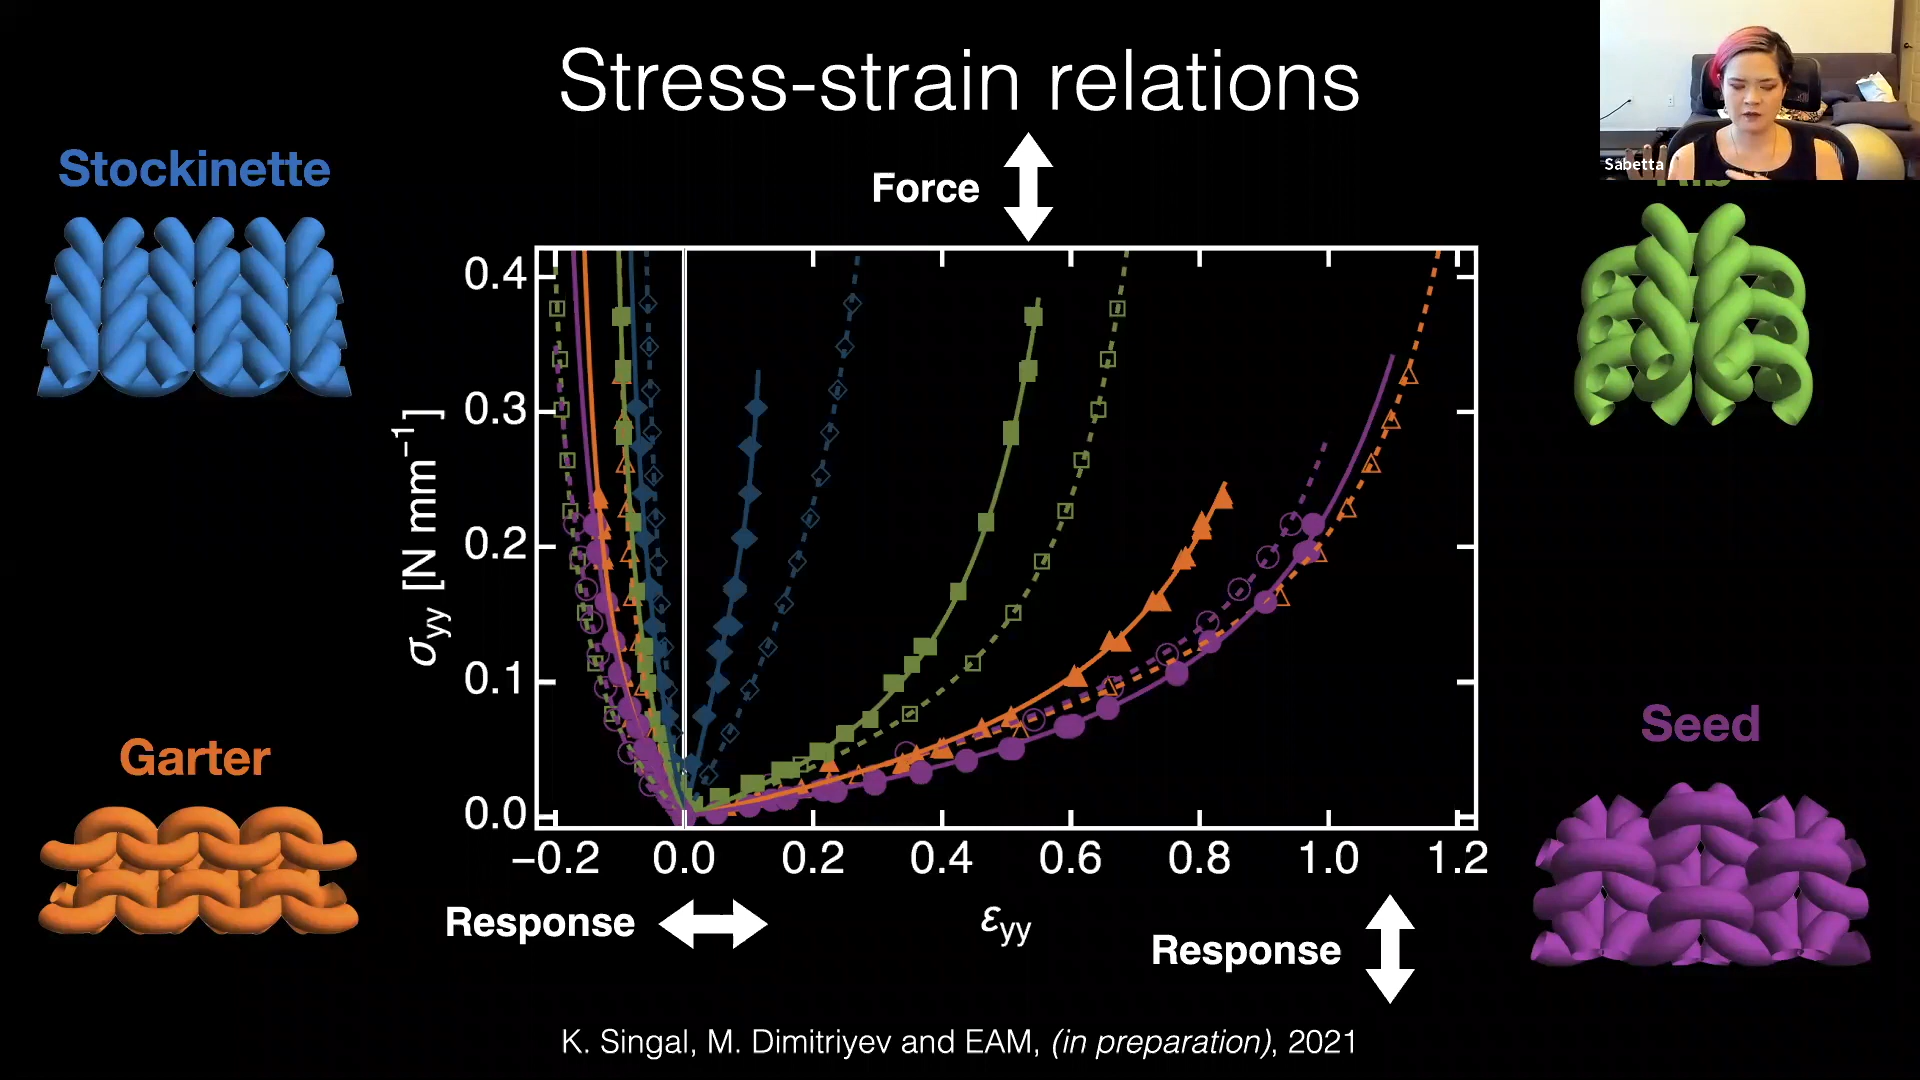 Stress-strain relations
Sabetta
Stockinette
Force
0.4
0.3
0.2
0.1
0.0
σyy [N mm⁻¹]
−0.2 0.0 0.2 0.4 0.6 0.8 1.0 1.2
εyy
Garter
Seed
Response
Response
K. Singal, M. Dimitriyev and EAM, (in preparation), 2021